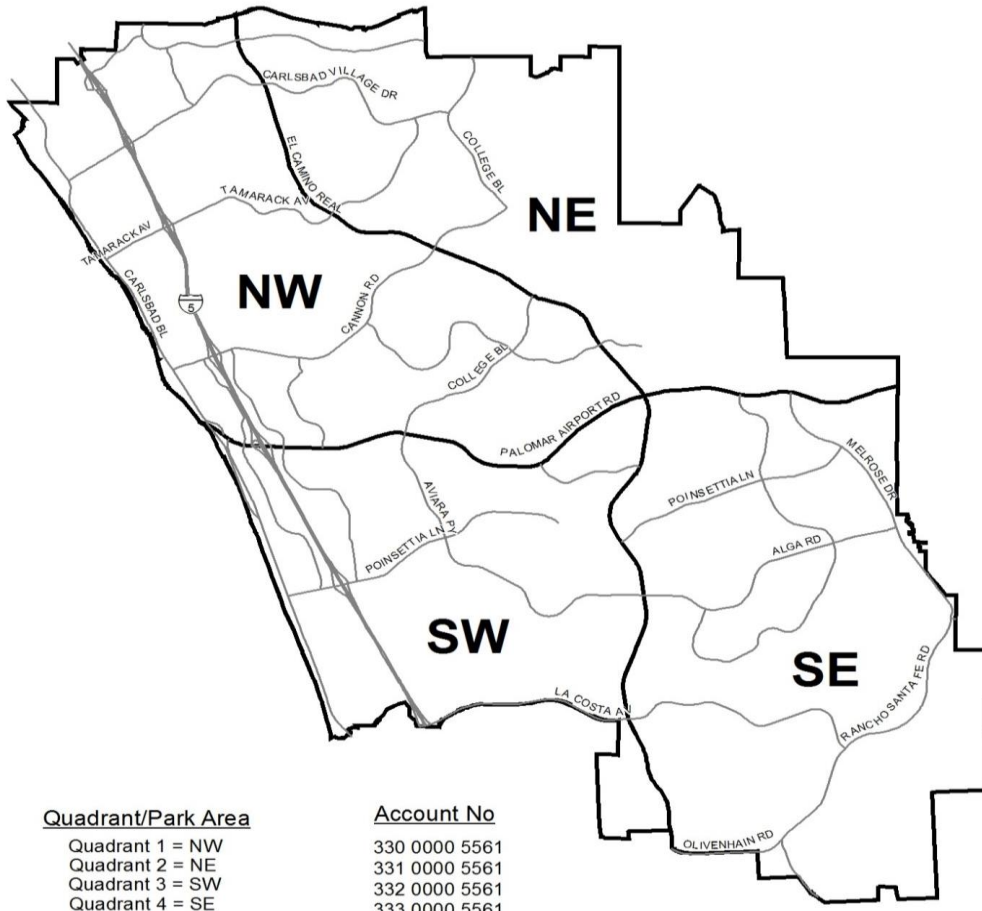 CARLSBAD VILLAGE DR
EL CAMINO REAL
COLLEGE BL
NE
TAMARACK AV
TAMARACK AV
NW
CARLSBAD BL
5
CANNON RD
COLLEGE BL
PALOMAR AIRPORT RD
MELROSE DR
POINSETTIA LN
AVIARA PY
ALGA RD
POINSETTIA LN
SW
SE
LA COSTA AV
RANCHO SANTA FE RD
OLIVENHAIN RD
Quadrant/Park Area Account No
Quadrant 1 = NW 330 0000 5561
Quadrant 2 = NE 331 0000 5561
Quadrant 3 = SW 332 0000 5561
Quadrant 4 = SE 333 0000 5561